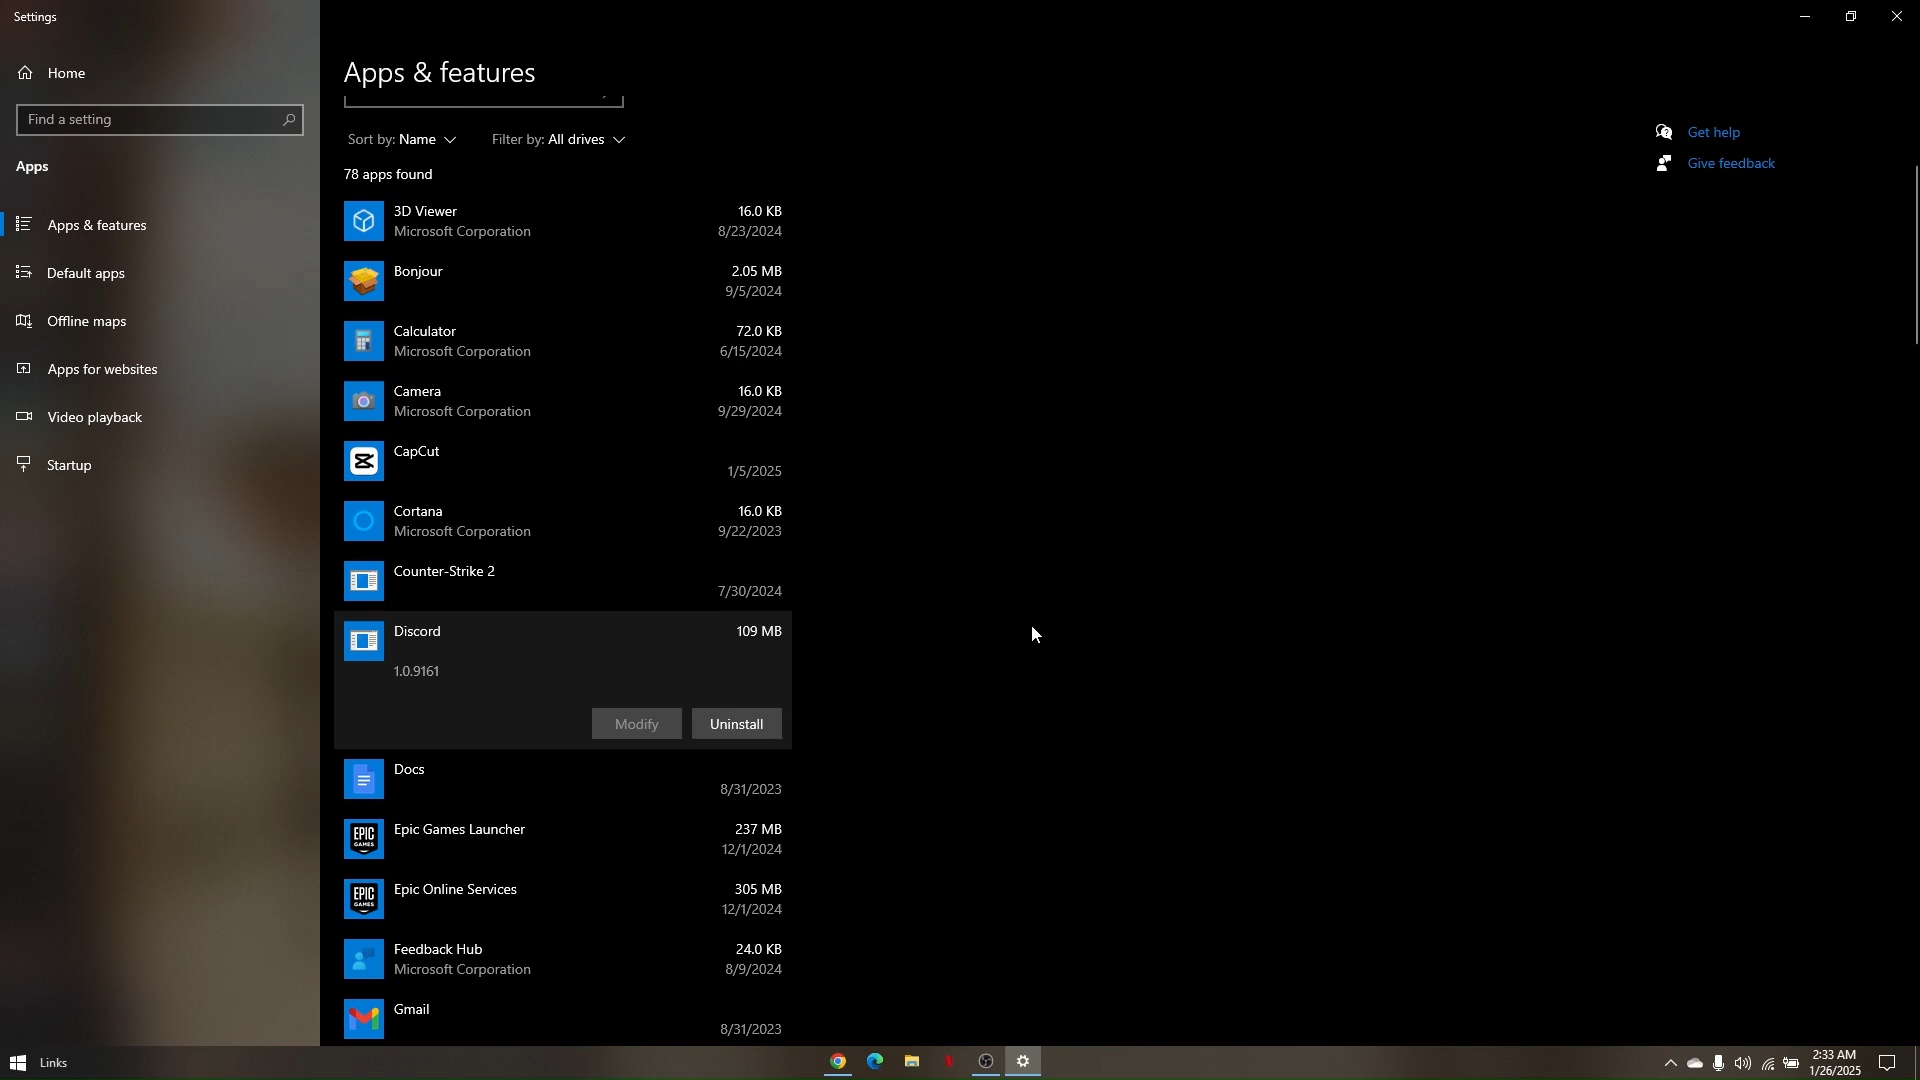 Settings
Home
Find a setting
Apps
Apps & features
Default apps
Offline maps
Apps for websites
Video playback
Startup
Apps & features
Sort by: Name
Filter by: All drives
78 apps found
3D Viewer 16.0 KB
Microsoft Corporation 8/23/2024
Bonjour 2.05 MB
9/5/2024
Calculator 72.0 KB
Microsoft Corporation 6/15/2024
Camera 16.0 KB
Microsoft Corporation 9/29/2024
CapCut
1/5/2025
Cortana 16.0 KB
Microsoft Corporation 9/22/2023
Counter-Strike 2
7/30/2024
Discord 109 MB
1.0.9161
Modify Uninstall
Docs
8/31/2023
EPIC GAMES
Epic Games Launcher 237 MB
12/1/2024
EPIC GAMES
Epic Online Services 305 MB
12/1/2024
Feedback Hub 24.0 KB
Microsoft Corporation 8/9/2024
Gmail
8/31/2023
Get help
Give feedback
Links
2:33 AM
1/26/2025